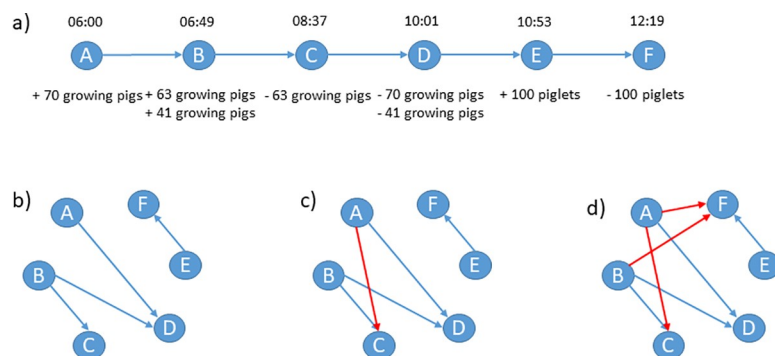 a)
06:00 06:49 08:37 10:01 10:53 12:19
A B C D E F
+ 70 growing pigs + 63 growing pigs - 63 growing pigs - 70 growing pigs + 100 piglets - 100 piglets
+ 41 growing pigs - 41 growing pigs
b) c) d)
A F A F A F
B E B E B E
C D C D C D